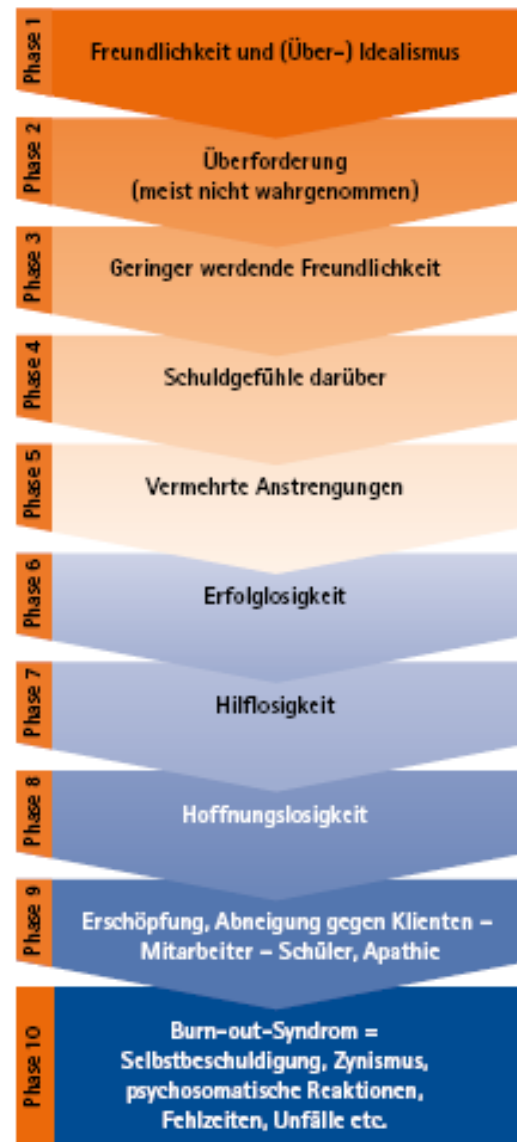 Phase 1
Freundlichkeit und (Über-) Idealismus
Phase 2
Überforderung
(meist nicht wahrgenommen)
Phase 3
Geringer werdende Freundlichkeit
Phase 4
Schuldgefühle darüber
Phase 5
Vermehrte Anstrengungen
Phase 6
Erfolglosigkeit
Phase 7
Hilflosigkeit
Phase 8
Hoffnungslosigkeit
Phase 9
Erschöpfung, Abneigung gegen Klienten –
Mitarbeiter – Schüler, Apathie
Phase 10
Burn-out-Syndrom =
Selbstbeschuldigung, Zynismus,
psychosomatische Reaktionen,
Fehlzeiten, Unfälle etc.